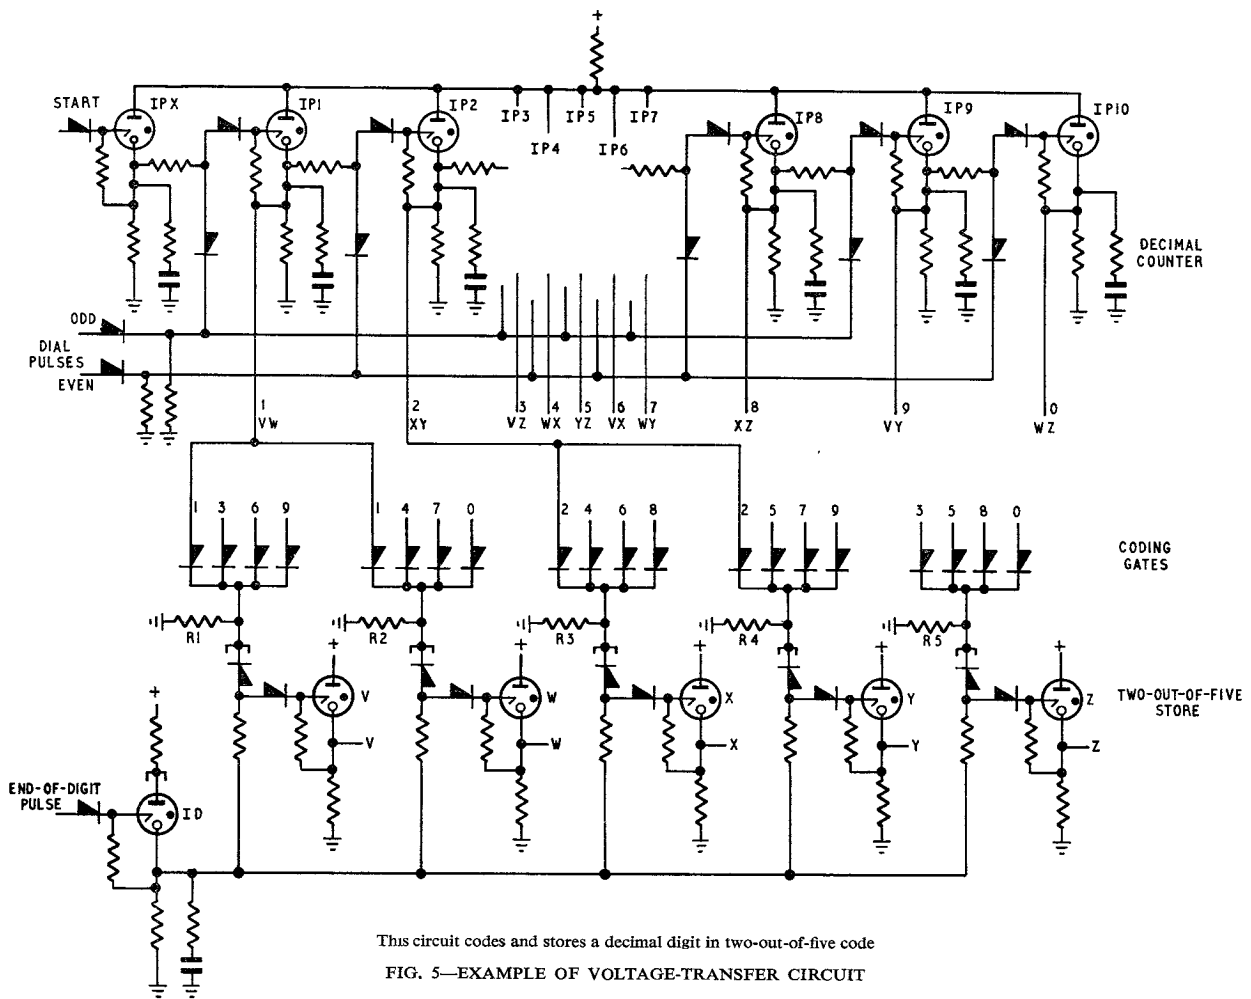 +
START
IPX
IP1
IP2
IP3
IP4
IP5
IP6
IP7
IP8
IP9
IP10
DECIMAL
COUNTER
ODD
DIAL
PULSES
EVEN
1
VW
2
XY
3
VZ
4
WX
5
YZ
6
VX
7
WY
8
XZ
9
VY
0
WZ
1 3 6 9
1 4 7 0
2 4 6 8
2 5 7 9
3 5 8 0
CODING
GATES
R1
R2
R3
R4
R5
+ + + + +
V
W
X
Y
Z
TWO-OUT-OF-FIVE
STORE
V
W
X
Y
Z
+
END-OF-DIGIT
PULSE
ID
This circuit codes and stores a decimal digit in two-out-of-five code
FIG. 5—EXAMPLE OF VOLTAGE-TRANSFER CIRCUIT